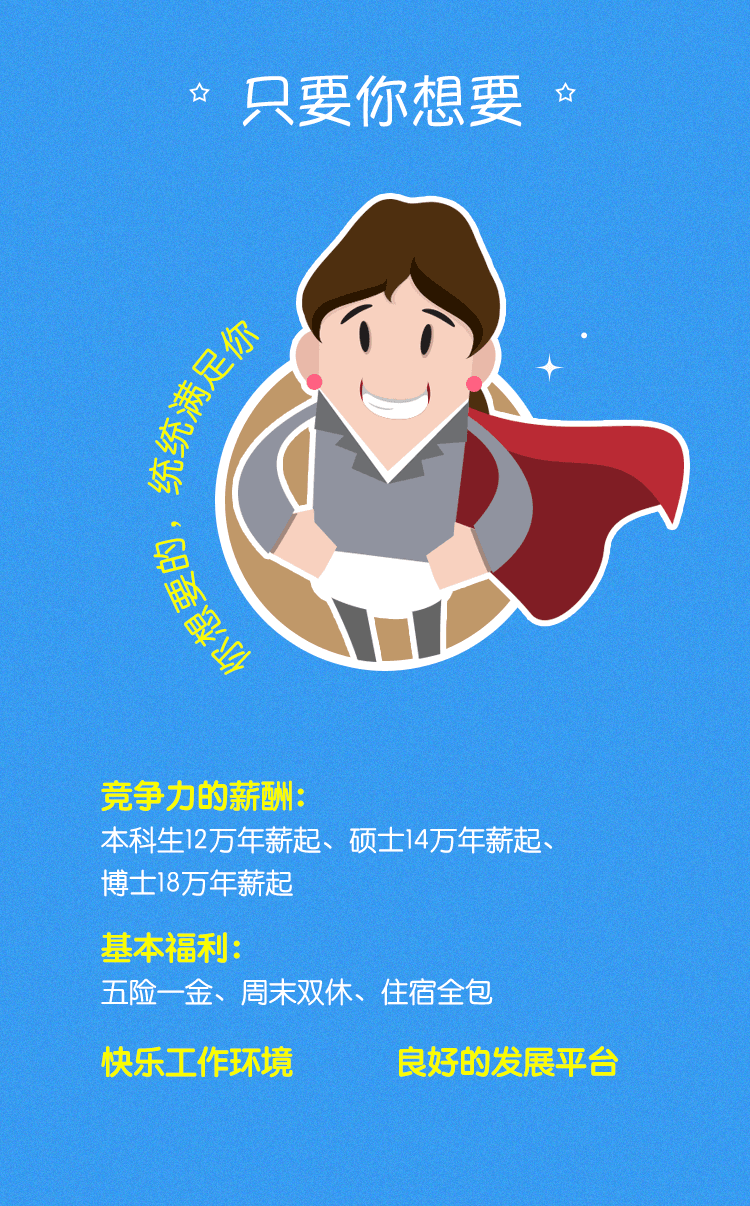 只要你想要
你想要的，统统满足你
竞争力的薪酬：
本科生12万年薪起、硕士14万年薪起、
博士18万年薪起
基本福利：
五险一金、周末双休、住宿全包
快乐工作环境 良好的发展平台